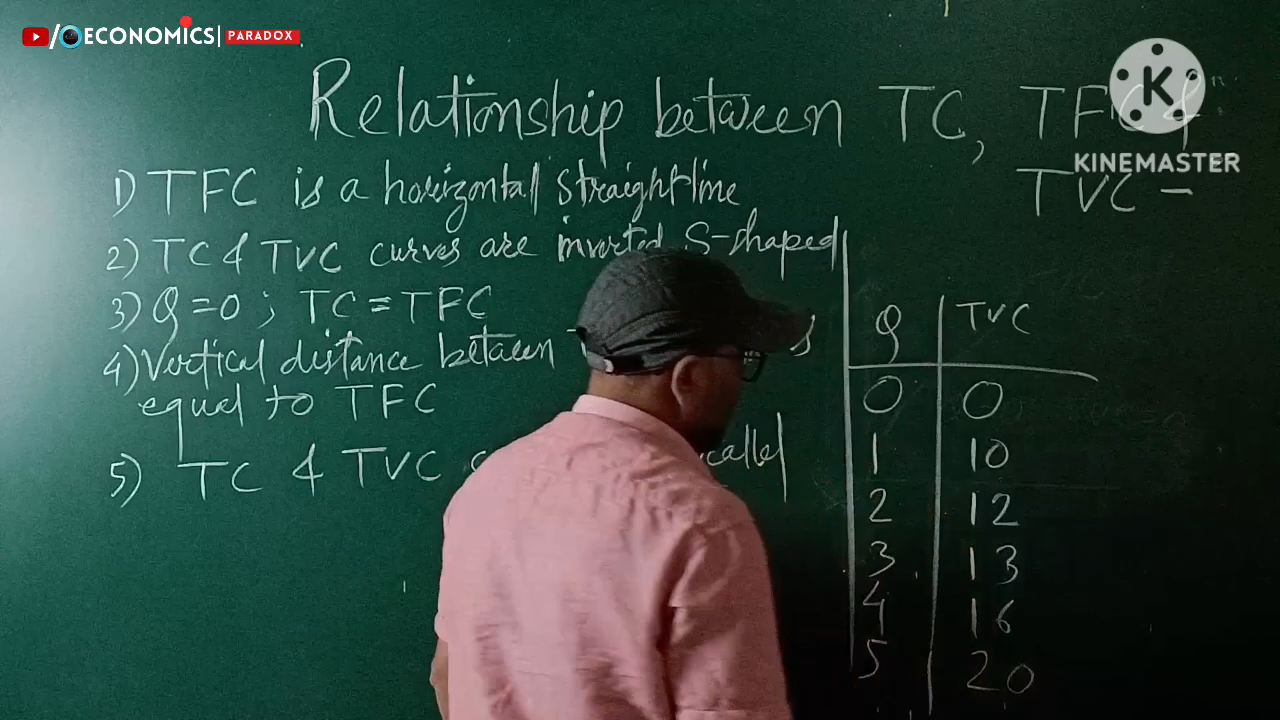 /ECONOMICS| PARADOX
Relationship between TC, TFC &
TVC -
KINEMASTER
K
1) TFC is a horizontal straight line
2) TC & TVC curves are inverted S-shaped
3) Q = 0 ; TC = TFC
4) Vertical distance between
equal to TFC
5) TC & TVC
Q TVC
0 0
1 10
2 12
3 13
4 16
5 20